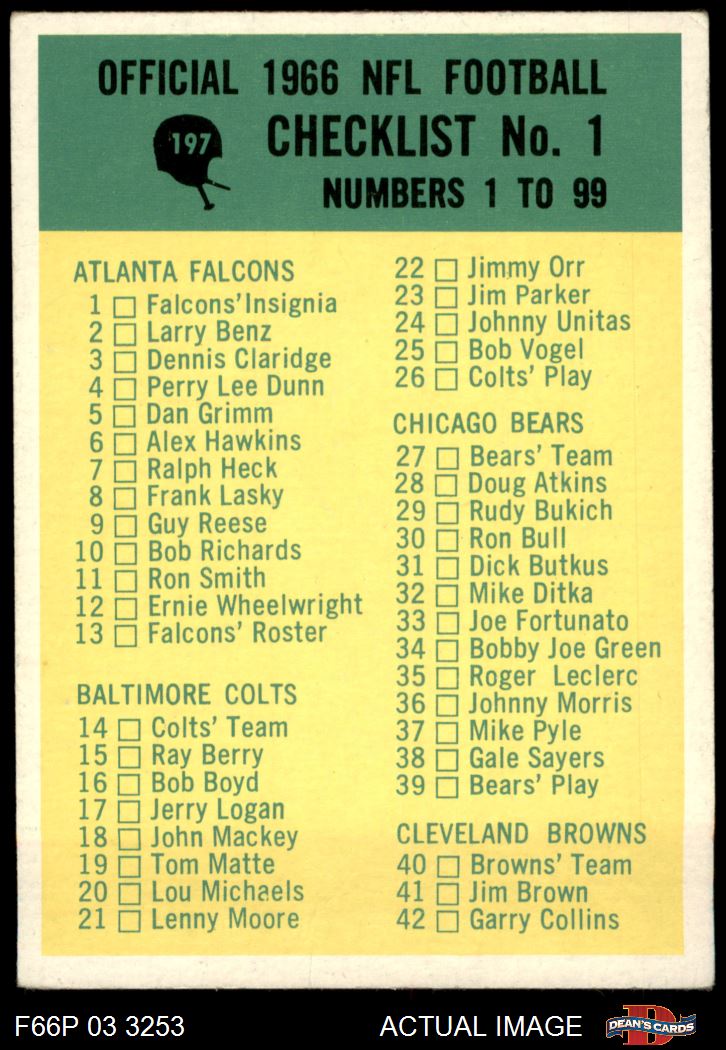 OFFICIAL 1966 NFL FOOTBALL
197
CHECKLIST No. 1
NUMBERS 1 TO 99
ATLANTA FALCONS
1 □ Falcons' Insignia
2 □ Larry Benz
3 □ Dennis Claridge
4 □ Perry Lee Dunn
5 □ Dan Grimm
6 □ Alex Hawkins
7 □ Ralph Heck
8 □ Frank Lasky
9 □ Guy Reese
10 □ Bob Richards
11 □ Ron Smith
12 □ Ernie Wheelwright
13 □ Falcons' Roster
BALTIMORE COLTS
14 □ Colts' Team
15 □ Ray Berry
16 □ Bob Boyd
17 □ Jerry Logan
18 □ John Mackey
19 □ Tom Matte
20 □ Lou Michaels
21 □ Lenny Moore
22 □ Jimmy Orr
23 □ Jim Parker
24 □ Johnny Unitas
25 □ Bob Vogel
26 □ Colts' Play
CHICAGO BEARS
27 □ Bears' Team
28 □ Doug Atkins
29 □ Rudy Bukich
30 □ Ron Bull
31 □ Dick Butkus
32 □ Mike Ditka
33 □ Joe Fortunato
34 □ Bobby Joe Green
35 □ Roger Leclerc
36 □ Johnny Morris
37 □ Mike Pyle
38 □ Gale Sayers
39 □ Bears' Play
CLEVELAND BROWNS
40 □ Browns' Team
41 □ Jim Brown
42 □ Garry Collins
F66P 03 3253
ACTUAL IMAGE
D
DEAN'S CARDS